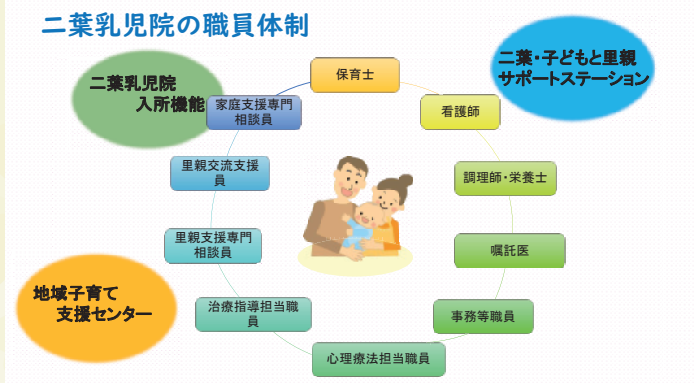 二葉乳児院の職員体制
二葉乳児院
入所機能
二葉・子どもと里親
サポートステーション
保育士
看護師
調理師・栄養士
嘱託医
事務等職員
心理療法担当職員
治療指導担当職
員
里親支援専門
相談員
里親交流支援
員
家庭支援専門
相談員
地域子育て
支援センター